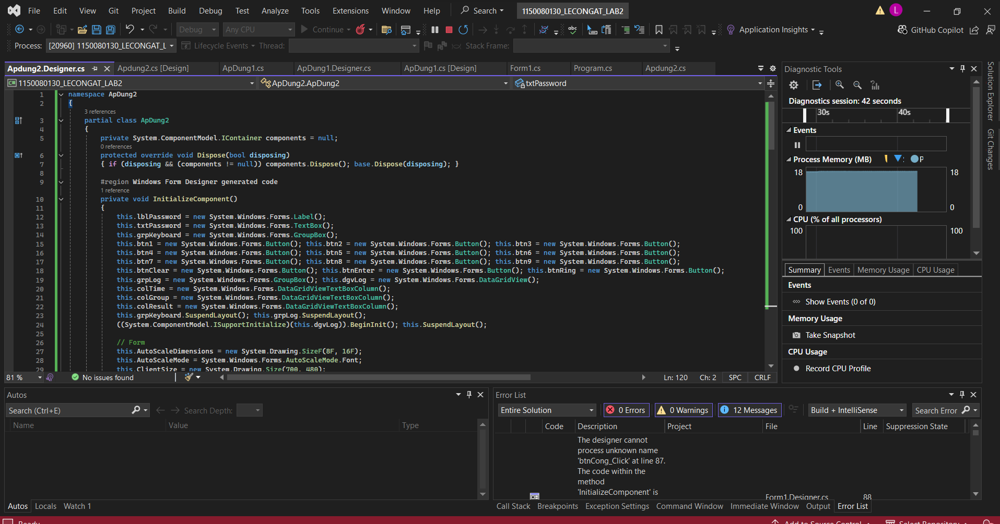 File Edit View Git Project Build Debug Test Analyze Tools Extensions Window Help Search 1150080130_LECONGAT_LAB2 L
Debug Any CPU Continue abc Application Insights GitHub Copilot
Process: [20960] 1150080130_LECONGAT_L Lifecycle Events Thread: Stack Frame:
Apdung2.Designer.cs Apdung2.cs [Design] ApDung1.cs ApDung1.Designer.cs ApDung1.cs [Design] Form1.cs Program.cs Apdung2.cs
C# 1150080130_LECONGAT_LAB2 ApDung2.ApDung2 txtPassword
1 namespace ApDung2
2 {
3 references
3 partial class ApDung2
4 {
5 private System.ComponentModel.IContainer components = null;
0 references
6 protected override void Dispose(bool disposing)
7 { if (disposing && (components != null)) components.Dispose(); base.Dispose(disposing); }
8
9 #region Windows Form Designer generated code
1 reference
10 private void InitializeComponent()
11 {
12 this.lblPassword = new System.Windows.Forms.Label();
13 this.txtPassword = new System.Windows.Forms.TextBox();
14 this.grpKeyboard = new System.Windows.Forms.GroupBox();
15 this.btn1 = new System.Windows.Forms.Button(); this.btn2 = new System.Windows.Forms.Button(); this.btn3 = new System.Windows.Forms.Button();
16 this.btn4 = new System.Windows.Forms.Button(); this.btn5 = new System.Windows.Forms.Button(); this.btn6 = new System.Windows.Forms.Button();
17 this.btn7 = new System.Windows.Forms.Button(); this.btn8 = new System.Windows.Forms.Button(); this.btn9 = new System.Windows.Forms.Button();
18 this.btnClear = new System.Windows.Forms.Button(); this.btnEnter = new System.Windows.Forms.Button(); this.btnRing = new System.Windows.Forms.Button();
19 this.grpLog = new System.Windows.Forms.GroupBox(); this.dgvLog = new System.Windows.Forms.DataGridView();
20 this.colTime = new System.Windows.Forms.DataGridViewTextBoxColumn();
21 this.colGroup = new System.Windows.Forms.DataGridViewTextBoxColumn();
22 this.colResult = new System.Windows.Forms.DataGridViewTextBoxColumn();
23 this.grpKeyboard.SuspendLayout(); this.grpLog.SuspendLayout();
24 ((System.ComponentModel.ISupportInitialize)(this.dgvLog)).BeginInit(); this.SuspendLayout();
25
26 // Form
27 this.AutoScaleDimensions = new System.Drawing.SizeF(8F, 16F);
28 this.AutoScaleMode = System.Windows.Forms.AutoScaleMode.Font;
29 this.ClientSize = new System.Drawing.Size(700, 480);
81 % No issues found Ln: 120 Ch: 2 SPC CRLF
Diagnostic Tools
Diagnostics session: 42 seconds
30s 40s
Events
Process Memory (MB) P
18 18
0 0
CPU (% of all processors)
100 100
Summary Events Memory Usage CPU Usage
Events
Show Events (0 of 0)
Memory Usage
Take Snapshot
CPU Usage
Record CPU Profile
Solution Explorer
Git Changes
Autos
Search (Ctrl+E) Search Depth:
Name Value Type
Autos Locals Watch 1
Error List
Entire Solution 0 Errors 0 Warnings 12 Messages Build + IntelliSense Search Error
Code Description Project File Line Suppression State
The designer cannot
process unknown name
'btnCong_Click' at line 87.
The code within the
method
'InitializeComponent' is
Form1.Designer.cs 88
Call Stack Breakpoints Exception Settings Command Window Immediate Window Output Error List
Ready Add to Source Control Select Repository